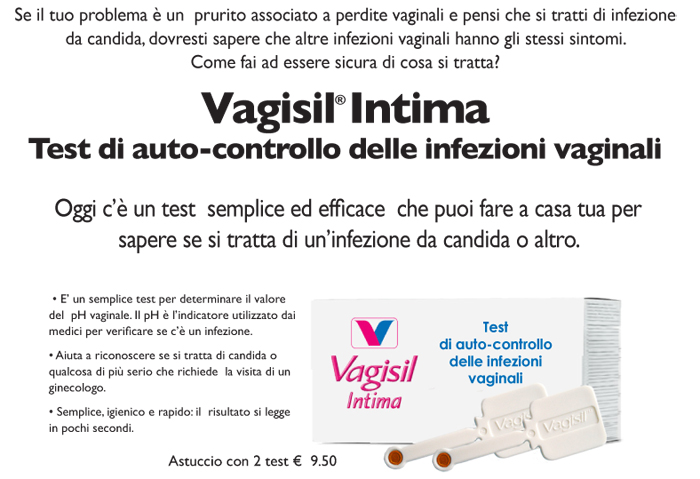 Se il tuo problema è un  prurito associato a perdite vaginali e pensi che si tratti di infezione
da candida, dovresti sapere che altre infezioni vaginali hanno gli stessi sintomi.
Come fai ad essere sicura di cosa si tratta?
Vagisil® Intima
Test di auto-controllo delle infezioni vaginali
Oggi c’è un test  semplice ed efficace  che puoi fare a casa tua per
sapere se si tratta di un’infezione da candida o altro.
• E’ un semplice test per determinare il valore
del  pH vaginale. Il pH è l’indicatore utilizzato dai
medici per verificare se c’è un infezione.
• Aiuta a riconoscere se si tratta di candida o
qualcosa di più serio che richiede  la visita di un
ginecologo.
• Semplice, igienico e rapido: il  risultato si legge
in pochi secondi.
Astuccio con 2 test €  9.50
Vagisil
Intima
Test
di auto-controllo
delle infezioni
vaginali
Vagisil
Vagisil